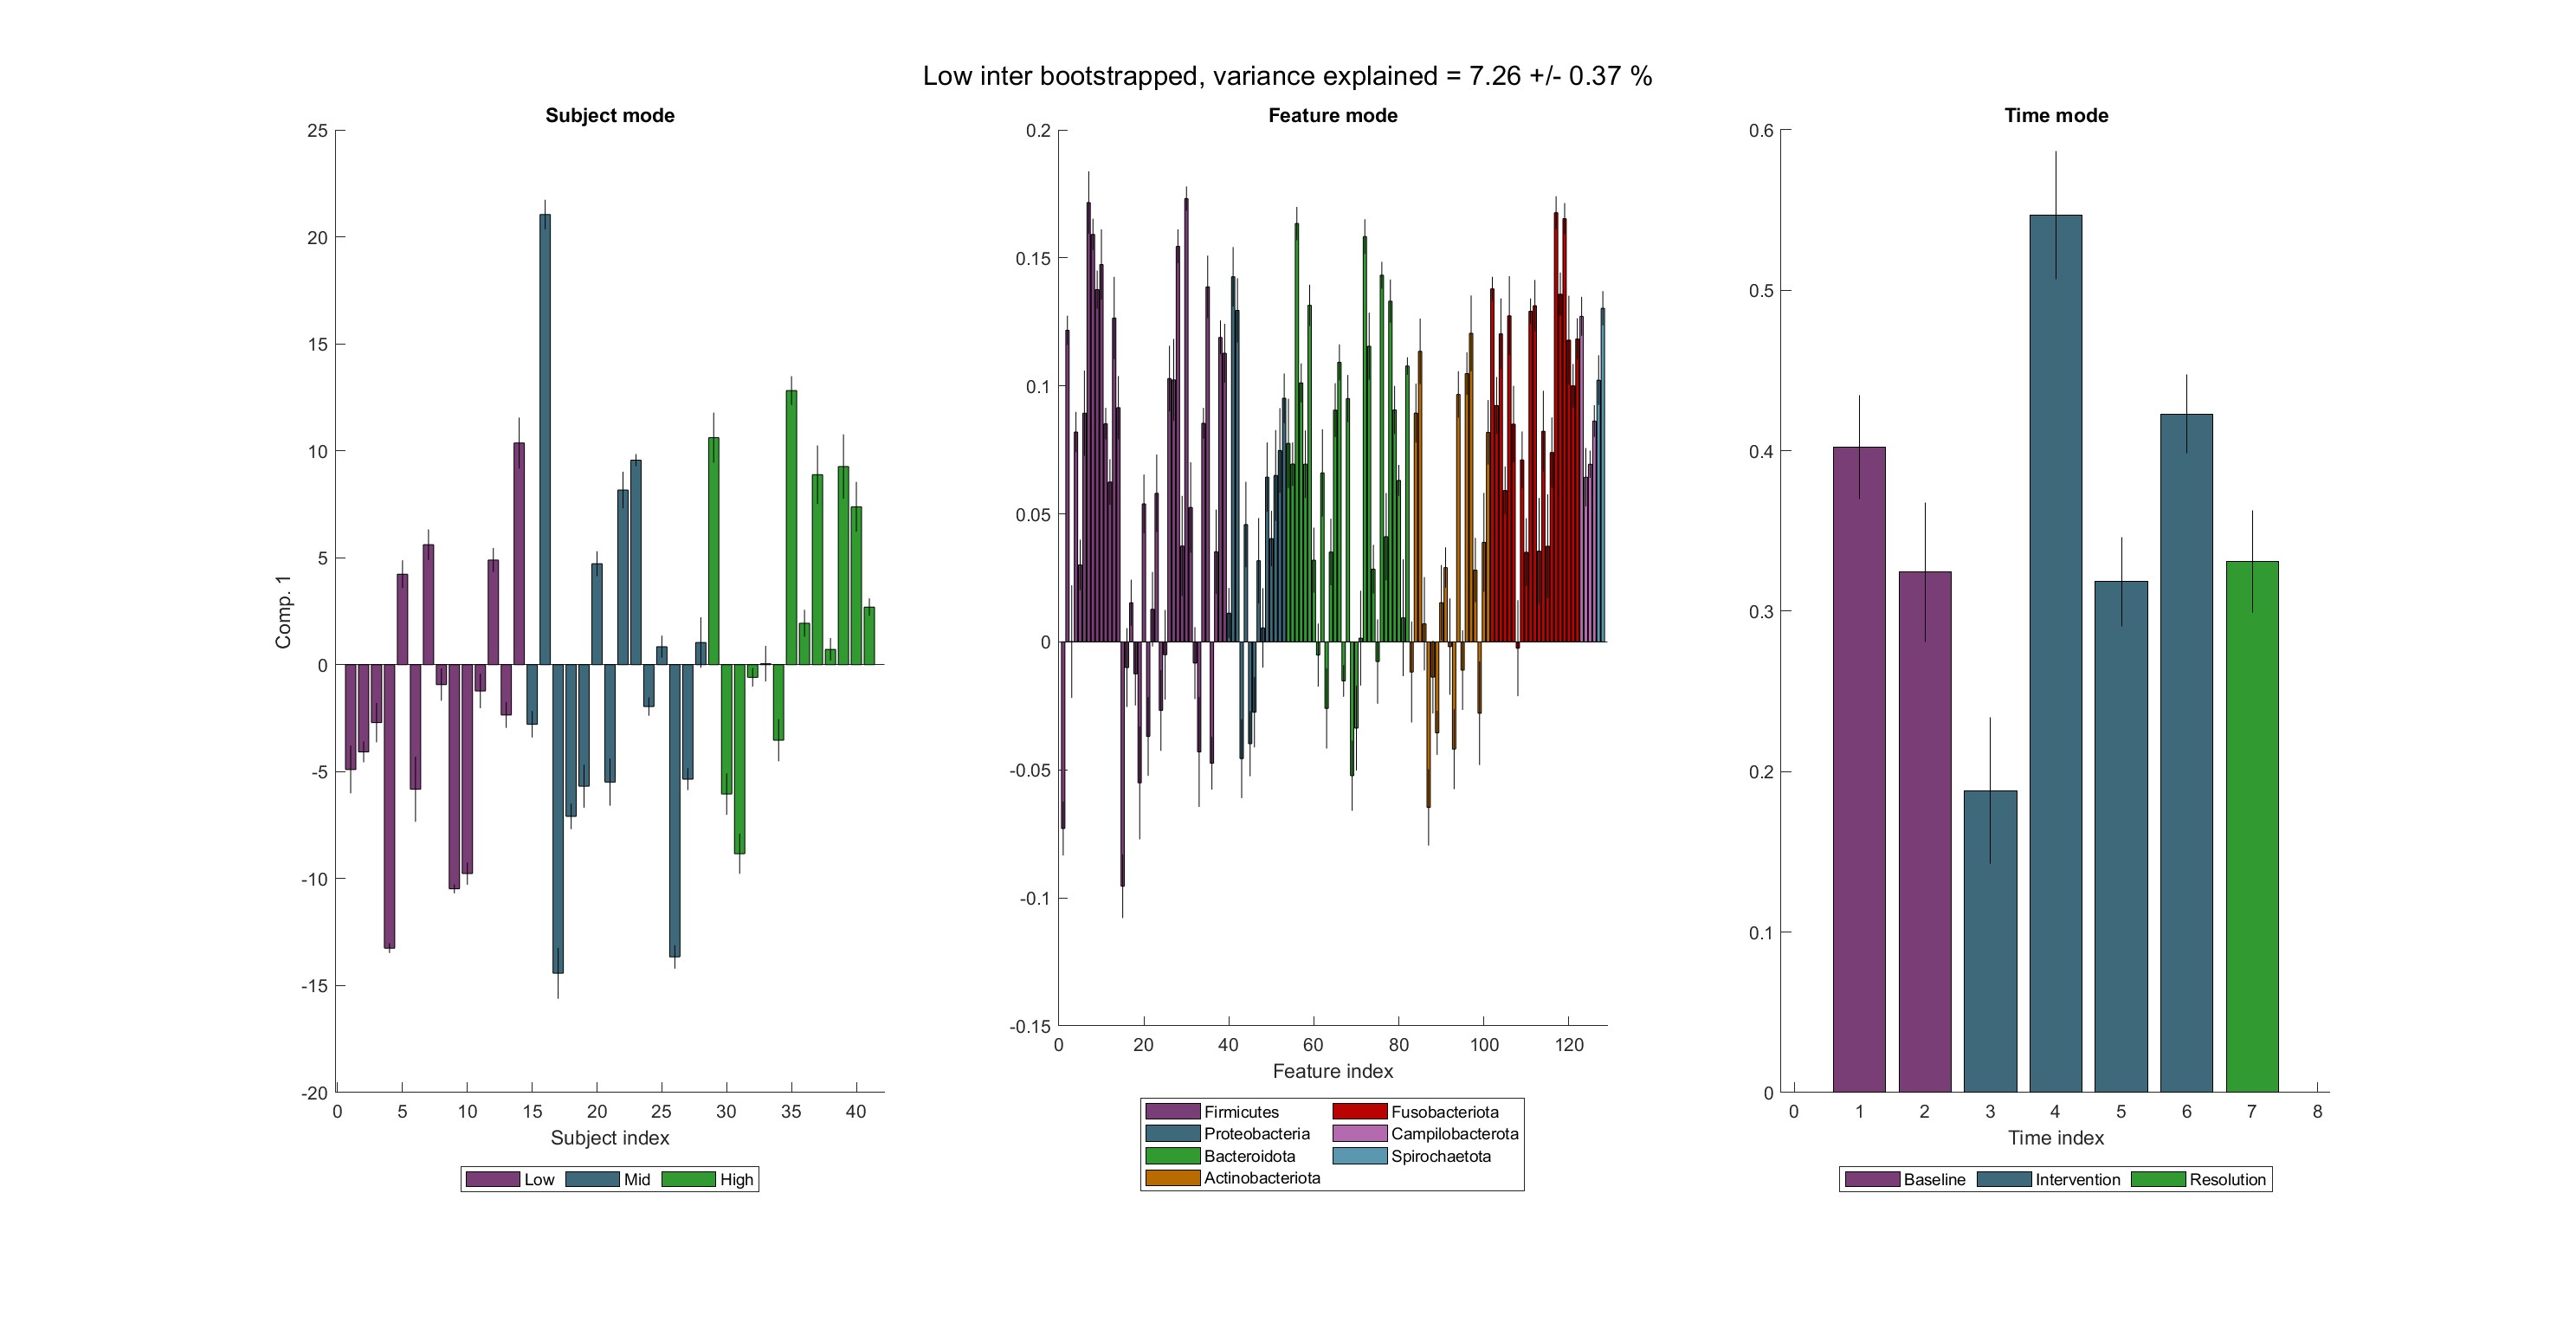 Low inter bootstrapped, variance explained = 7.26 +/- 0.37 %
Subject mode
25
20
15
10
5
0
-5
-10
-15
-20
Comp. 1
0 5 10 15 20 25 30 35 40
Subject index
Low Mid High
Feature mode
0.2
0.15
0.1
0.05
0
-0.05
-0.1
-0.15
0 20 40 60 80 100 120
Feature index
Firmicutes Fusobacteriota
Proteobacteria Campilobacterota
Bacteroidota Spirochaetota
Actinobacteriota
Time mode
0.6
0.5
0.4
0.3
0.2
0.1
0
0 1 2 3 4 5 6 7 8
Time index
Baseline Intervention Resolution